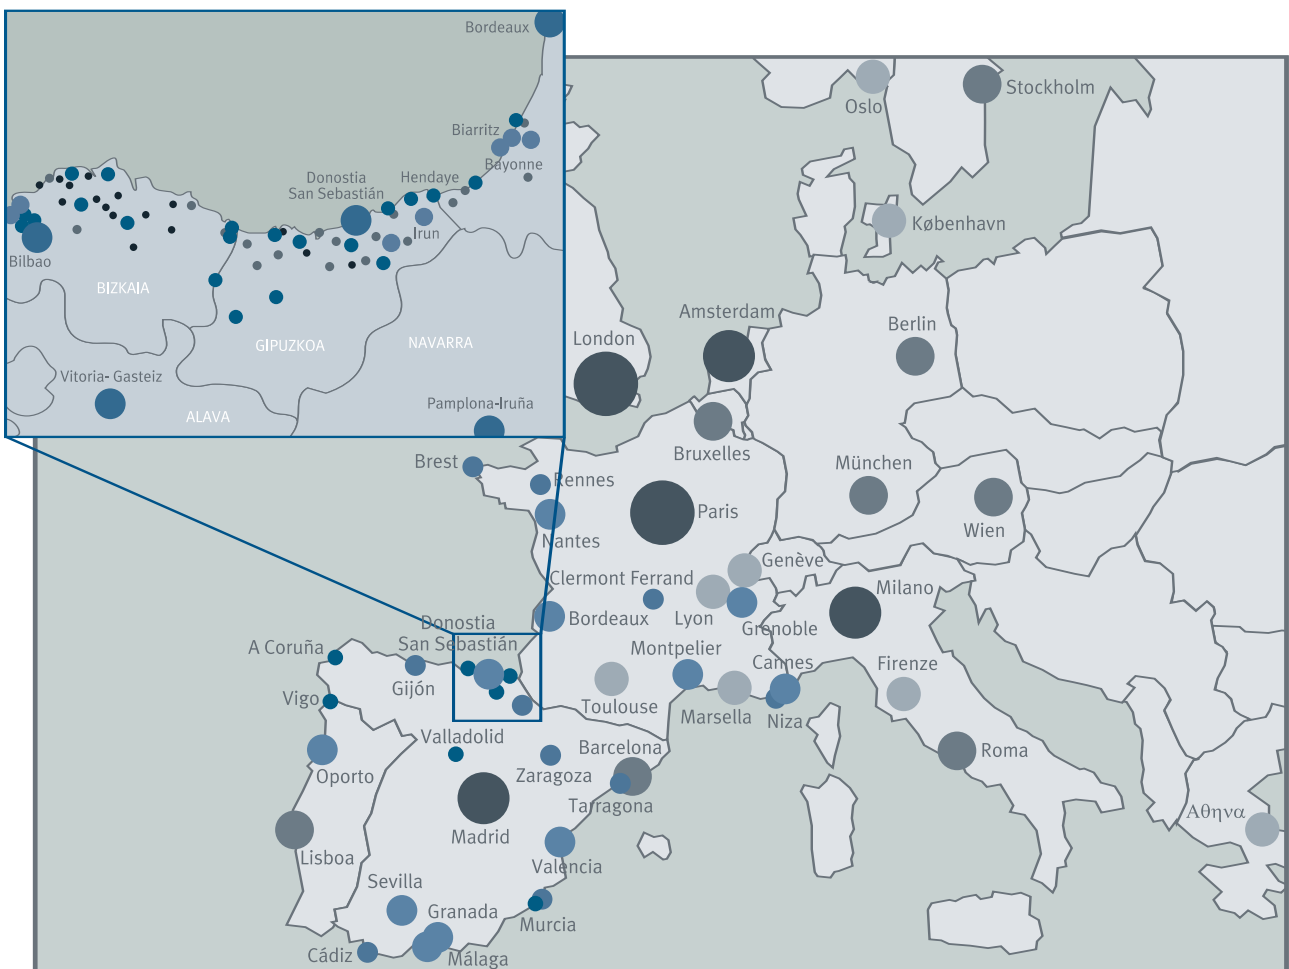 Bordeaux
Biarritz
Bayonne
Donostia
San Sebastián
Hendaye
Irun
Bilbao
BIZKAIA
GIPUZKOA
NAVARRA
Vitoria- Gasteiz
ALAVA
Pamplona-Iruña
Oslo
Stockholm
København
Amsterdam
London
Berlin
Bruxelles
Brest
Rennes
München
Paris
Wien
Nantes
Genève
Clermont Ferrand
Milano
Lyon
Grenoble
Bordeaux
Donostia
San Sebastián
A Coruña
Gijón
Montpelier
Cannes
Firenze
Vigo
Toulouse
Marsella
Niza
Valladolid
Barcelona
Roma
Oporto
Zaragoza
Tarragona
Αθηνα
Madrid
Lisboa
Valencia
Sevilla
Granada
Murcia
Cádiz
Málaga